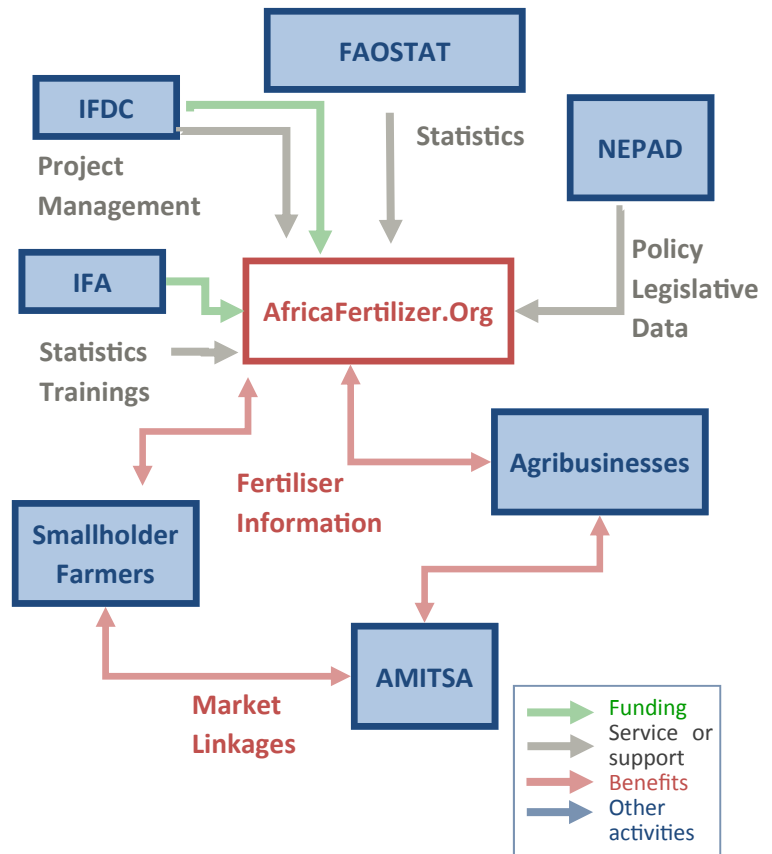 FAOSTAT
IFDC
Statistics
NEPAD
Project
Management
IFA
Policy
Legislative
Data
AfricaFertilizer.Org
Statistics
Trainings
Agribusinesses
Fertiliser
Information
Smallholder
Farmers
AMITSA
Market
Linkages
Funding
Service or
support
Benefits
Other
activities